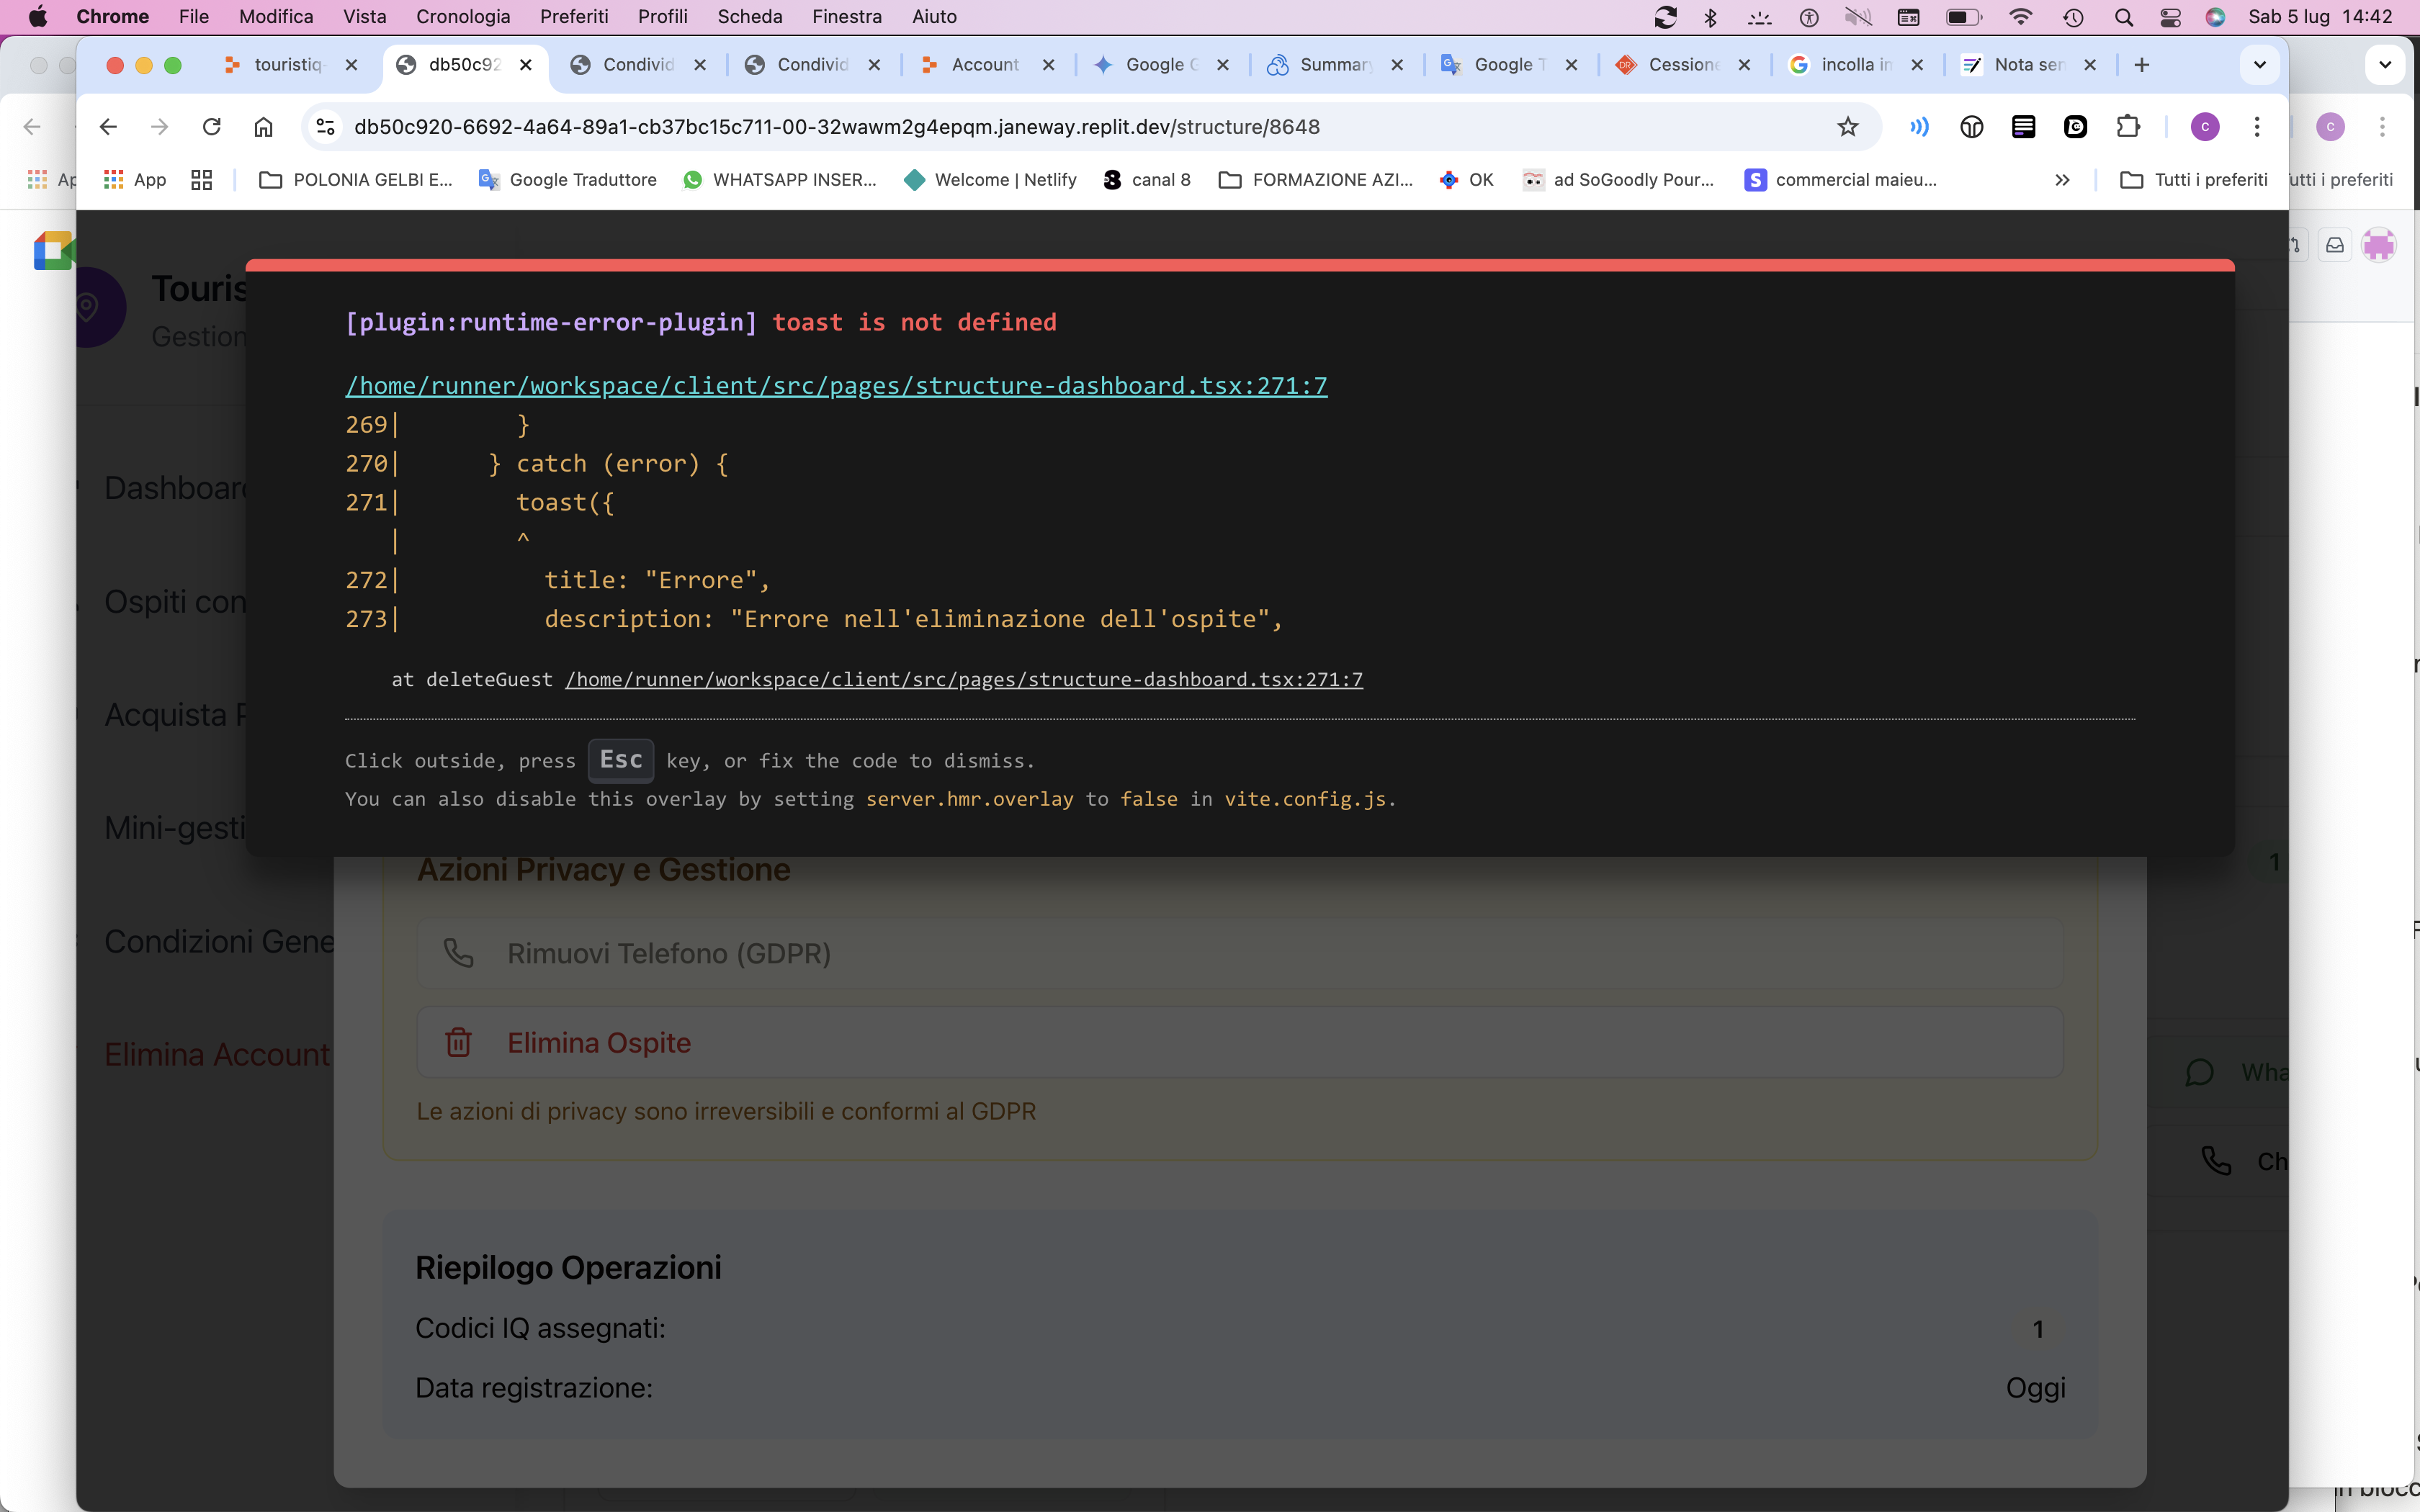 Chrome File Modifica Vista Cronologia Preferiti Profili Scheda Finestra Aiuto Sab 5 lug 14:42
touristiq- db50c92 Condivid Condivid Account Google G Summar Google T Cessione incolla in Nota sen
db50c920-6692-4a64-89a1-cb37bc15c711-00-32wawm2g4epqm.janeway.replit.dev/structure/8648
App POLONIA GELBI E... Google Traduttore WHATSAPP INSER... Welcome | Netlify canal 8 FORMAZIONE AZI... OK ad SoGoodly Pour... commercial maieu... Tutti i preferiti
Touris
Gestion
Dashboard
Ospiti con
Acquista P
Mini-gesti
Condizioni Gene
Elimina Account
[plugin:runtime-error-plugin] toast is not defined
/home/runner/workspace/client/src/pages/structure-dashboard.tsx:271:7
269| }
270| } catch (error) {
271| toast({
| ^
272| title: "Errore",
273| description: "Errore nell'eliminazione dell'ospite",
at deleteGuest /home/runner/workspace/client/src/pages/structure-dashboard.tsx:271:7
Click outside, press Esc key, or fix the code to dismiss.
You can also disable this overlay by setting server.hmr.overlay to false in vite.config.js.
Azioni Privacy e Gestione
1
Rimuovi Telefono (GDPR)
Elimina Ospite
Wha
Le azioni di privacy sono irreversibili e conformi al GDPR
Ch
Riepilogo Operazioni
Codici IQ assegnati: 1
Data registrazione: Oggi